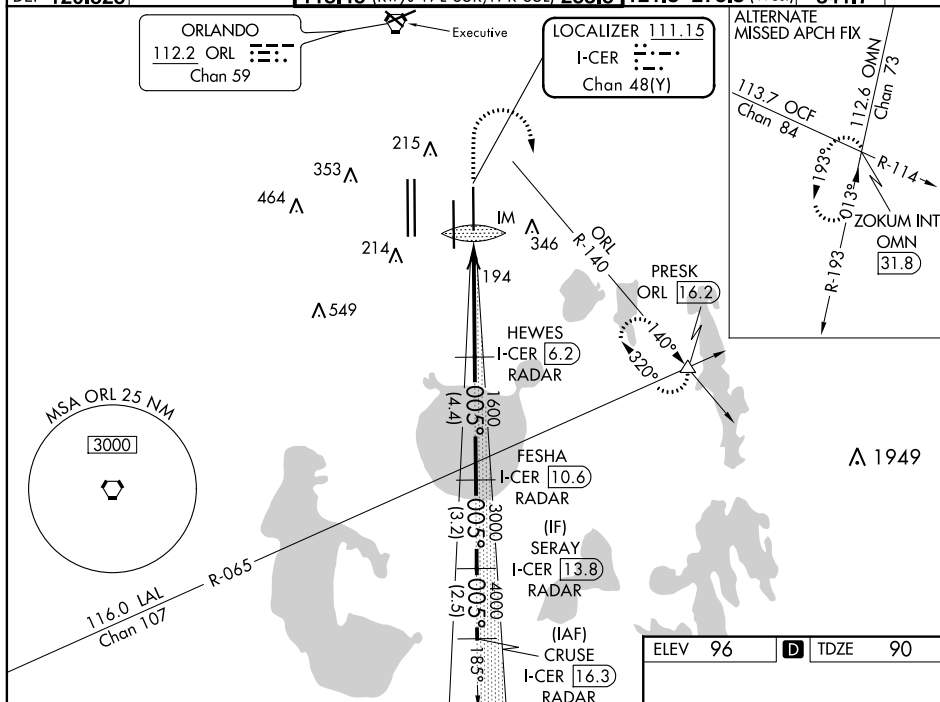 ORLANDO
112.2 ORL
Chan 59
Executive
LOCALIZER 111.15
I-CER
Chan 48(Y)
ALTERNATE
MISSED APCH FIX
112.6 OMN
Chan 73
113.7 OCF
Chan 84
R-114
193°
013°
ZOKUM INT
OMN
31.8
R-193
215
353
464
IM
346
214
194
549
ORL
R-140
PRESK
ORL 16.2
140°
320°
HEWES
I-CER 6.2
RADAR
MSA ORL 25 NM
3000
1600
005°
(4.4)
1949
FESHA
I-CER 10.6
RADAR
3000
005°
(3.2)
(IF)
SERAY
I-CER 13.8
RADAR
R-065
116.0 LAL
Chan 107
4000
005°
(2.5)
185°
(IAF)
CRUSE
I-CER 16.3
RADAR
ELEV 96 D TDZE 90